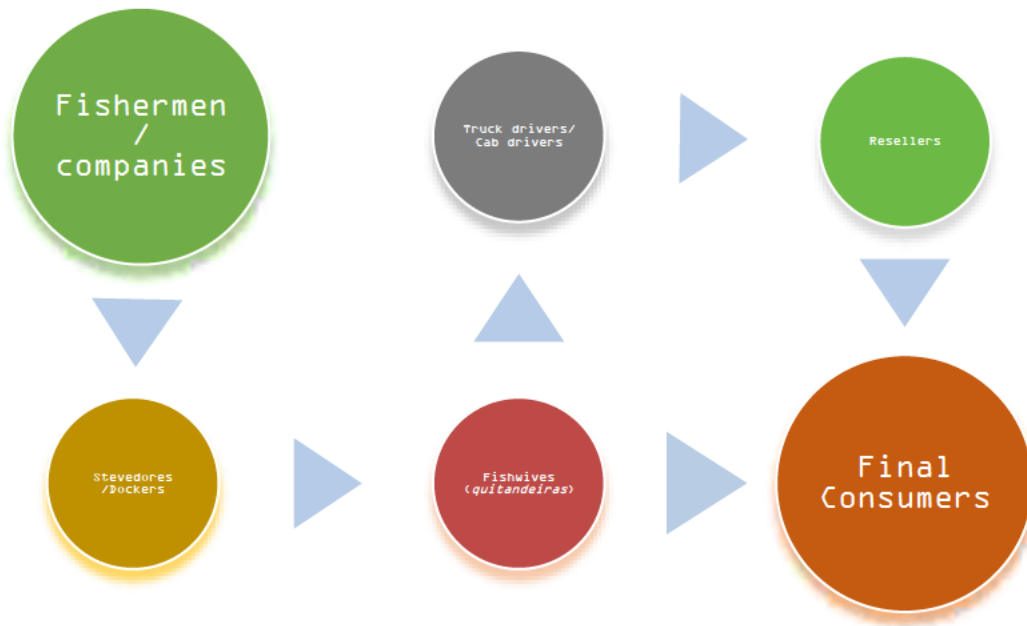 Fishermen
/
companies
Truck drivers/
Cab drivers
Resellers
Stevedores
/Dockers
Fishwives
(quitandeiras)
Final
Consumers